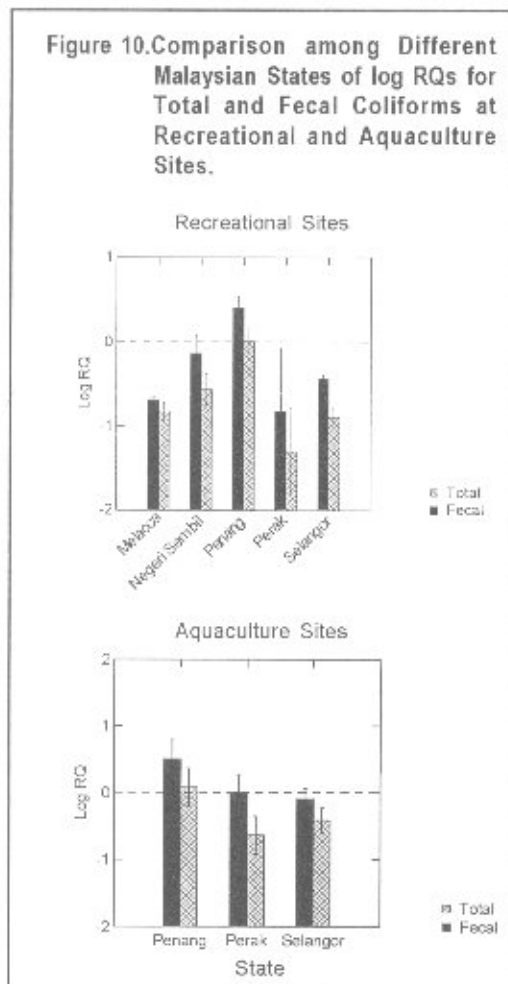 Figure 10.Comparison among Different
Malaysian States of log RQs for
Total and Fecal Coliforms at
Recreational and Aquaculture
Sites.
Recreational Sites
1
0
-1
-2
Log RQ
Melacca
Negeri Sambil
Penang
Perak
Selangor
Total
Fecal
Aquaculture Sites
2
1
0
1
2
Log RQ
Penang Perak Selangor
State
Total
Fecal